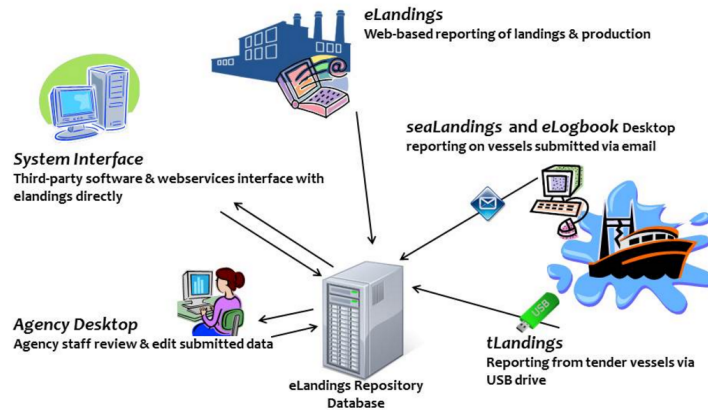 eLandings
Web-based reporting of landings & production
seaLandings and eLogbook Desktop
reporting on vessels submitted via email
System Interface
Third-party software & webservices interface with
elandings directly
USB
Agency Desktop
Agency staff review & edit submitted data
tLandings
Reporting from tender vessels via
USB drive
eLandings Repository
Database